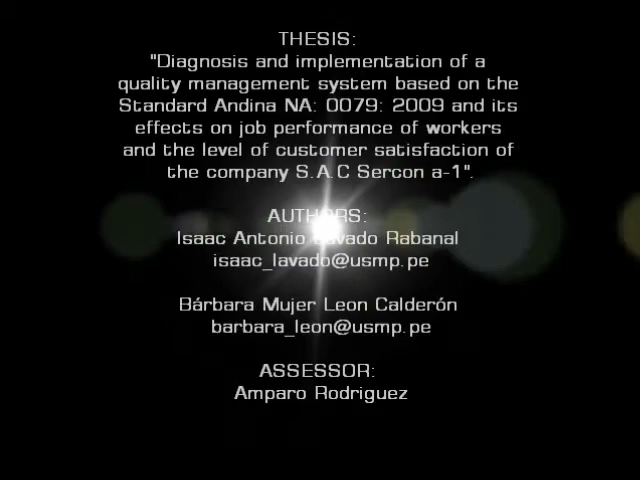 THESIS:
"Diagnosis and implementation of a
quality management system based on the
Standard Andina NA: 0079: 2009 and its
effects on job performance of workers
and the level of customer satisfaction of
the company S.A.C Sercon a-1".
AUTHORS:
Isaac Antonio Lavado Rabanal
isaac_lavado@usmp.pe
Bárbara Mujer Leon Calderón
barbara_leon@usmp.pe
ASSESSOR:
Amparo Rodriguez